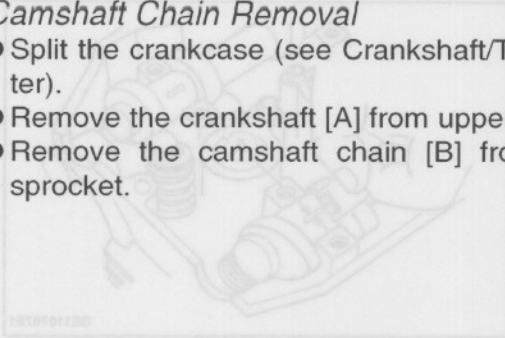 Camshaft Chain Removal
● Split the crankcase (see Crankshaft/T
ter).
● Remove the crankshaft [A] from uppe
● Remove the camshaft chain [B] fro
sprocket.